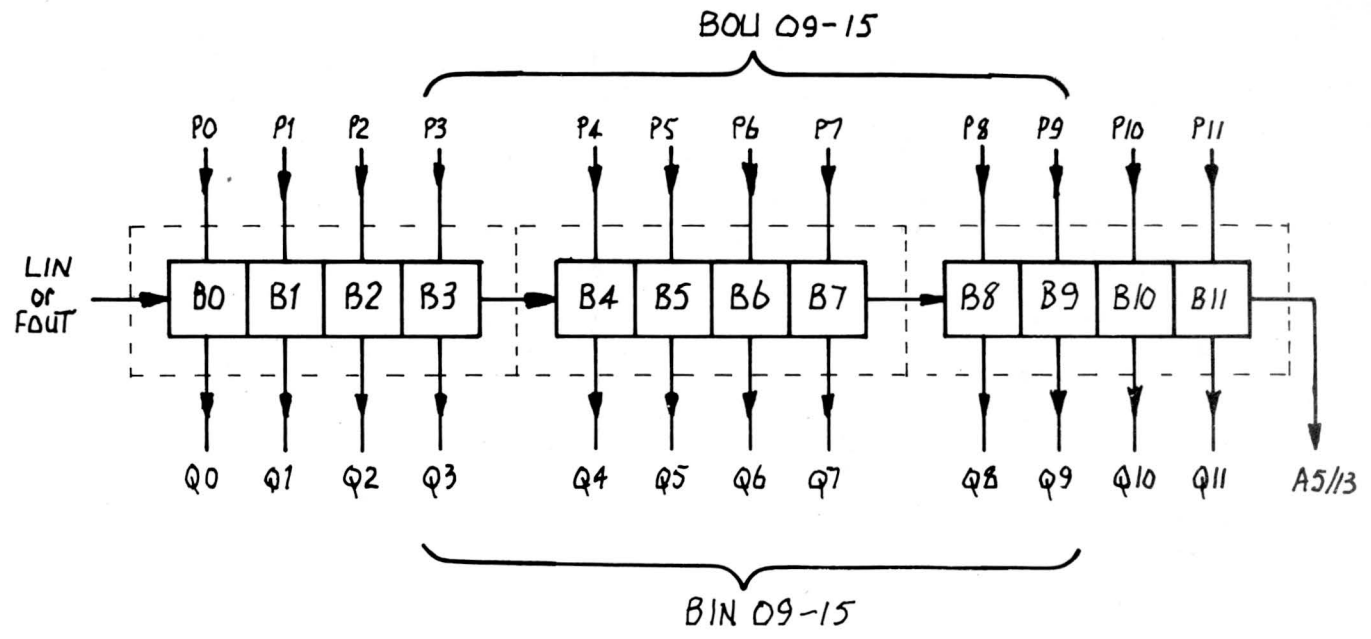 BOU 09-15
P0 P1 P2 P3 P4 P5 P6 P7 P8 P9 P10 P11
LIN
or
FOUT
B0 B1 B2 B3 B4 B5 B6 B7 B8 B9 B10 B11
Q0 Q1 Q2 Q3 Q4 Q5 Q6 Q7 Q8 Q9 Q10 Q11 A5/13
BIN 09-15